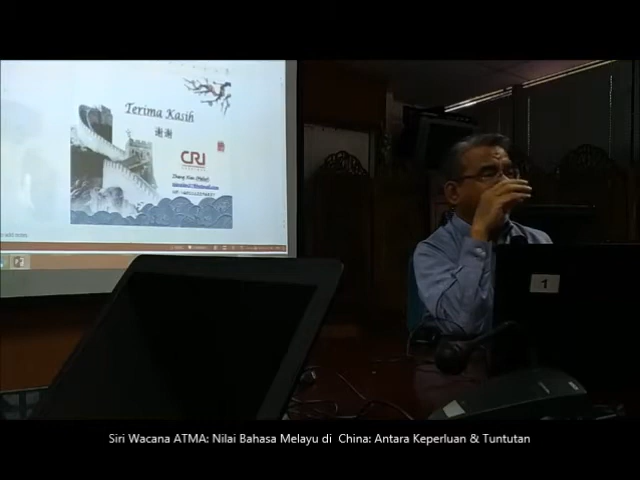 Terima Kasih
谢谢
CRI
1
Siri Wacana ATMA: Nilai Bahasa Melayu di China: Antara Keperluan & Tuntutan